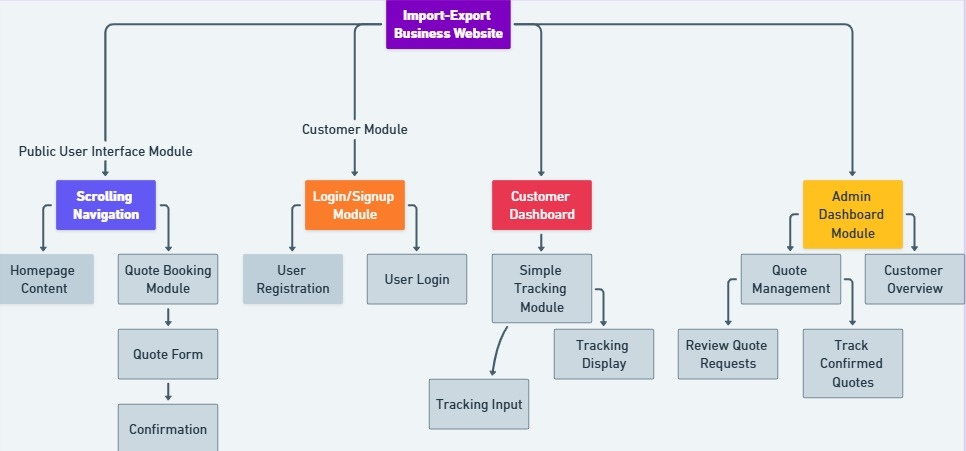 Import-Export
Business Website
Customer Module
Public User Interface Module
Scrolling
Navigation
Login/Signup
Module
Customer
Dashboard
Admin
Dashboard
Module
Homepage
Content
Quote Booking
Module
User
Registration
User Login
Simple
Tracking
Module
Quote
Management
Customer
Overview
Quote Form
Tracking
Display
Review Quote
Requests
Track
Confirmed
Quotes
Tracking Input
Confirmation